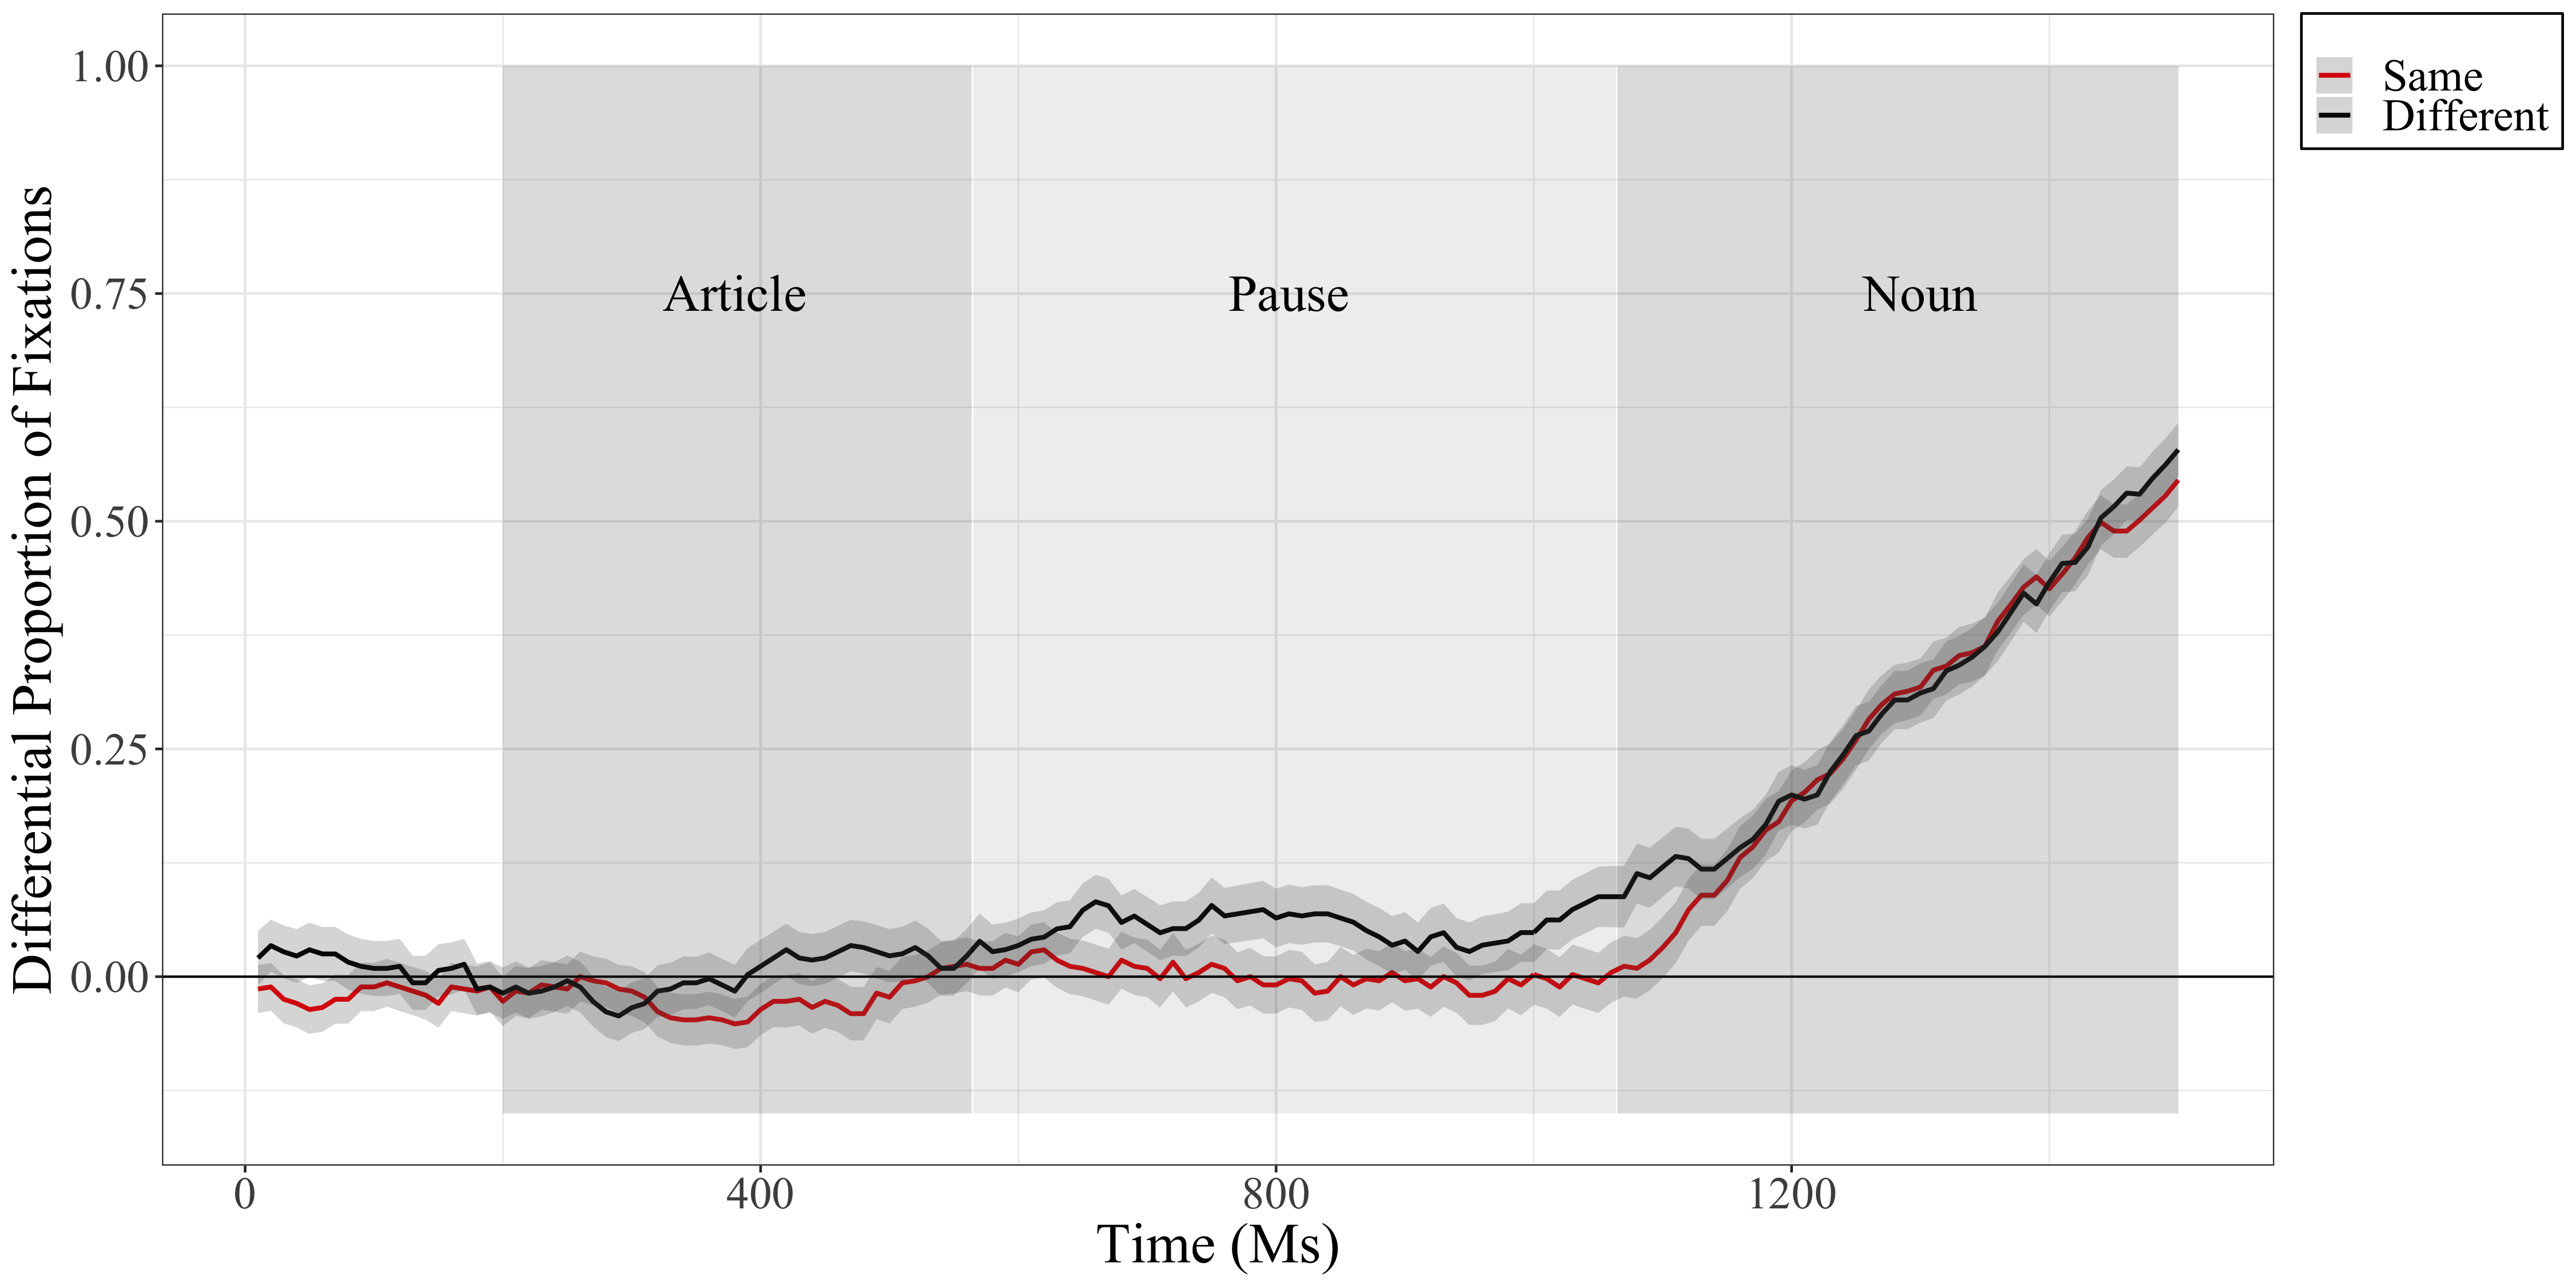 Differential Proportion of Fixations
1.00
0.75
0.50
0.25
0.00
Article
Pause
Noun
0
400
800
1200
Time (Ms)
Same
Different